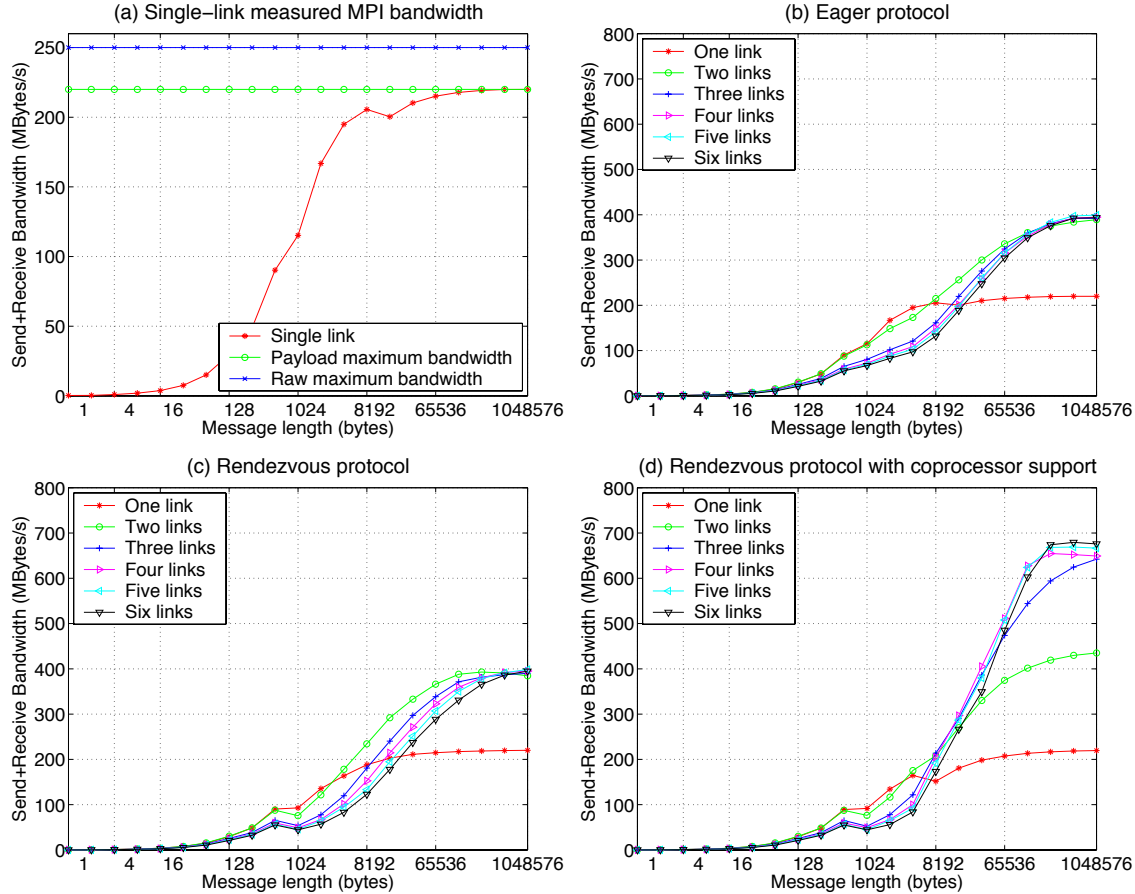 (a) Single-link measured MPI bandwidth
Send+Receive Bandwidth (MBytes/s)
250
200
150
100
50
0
Single link
Payload maximum bandwidth
Raw maximum bandwidth
1 4 16 128 1024 8192 65536 1048576
Message length (bytes)
(b) Eager protocol
Send+Receive Bandwidth (MBytes/s)
800
700
600
500
400
300
200
100
0
One link
Two links
Three links
Four links
Five links
Six links
1 4 16 128 1024 8192 65536 1048576
Message length (bytes)
(c) Rendezvous protocol
Send+Receive Bandwidth (MBytes/s)
800
700
600
500
400
300
200
100
0
One link
Two links
Three links
Four links
Five links
Six links
1 4 16 128 1024 8192 65536 1048576
Message length (bytes)
(d) Rendezvous protocol with coprocessor support
Send+Receive Bandwidth (MBytes/s)
800
700
600
500
400
300
200
100
0
One link
Two links
Three links
Four links
Five links
Six links
1 4 16 128 1024 8192 65536 1048576
Message length (bytes)